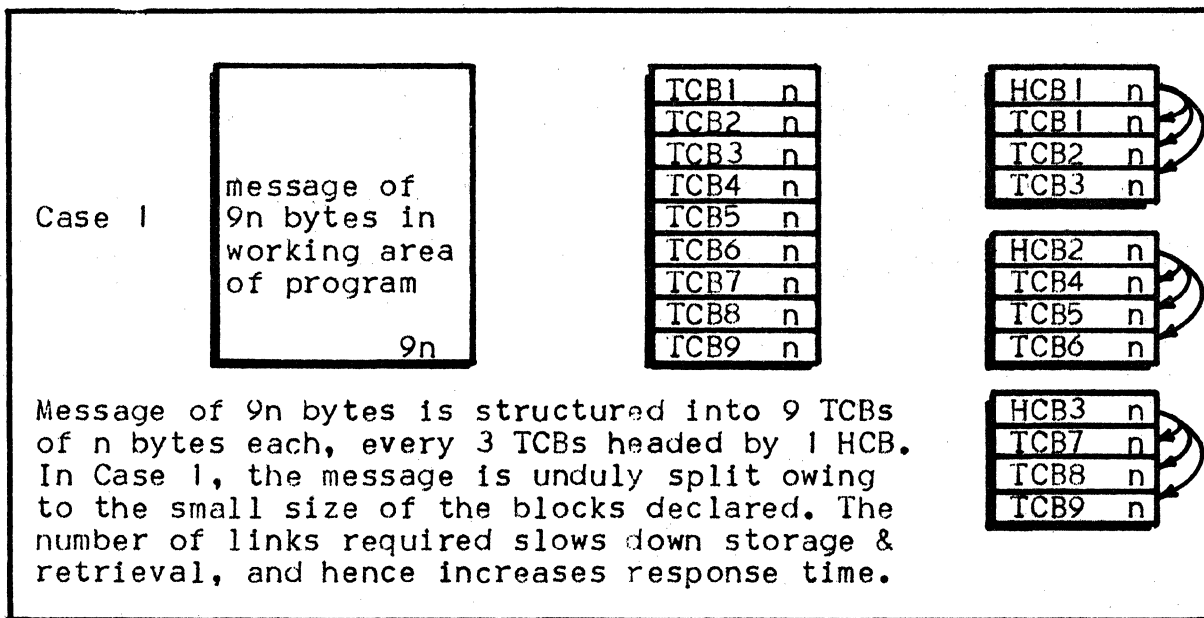 Case 1
message of
9n bytes in
working area
of program
9n
TCB1 n
TCB2 n
TCB3 n
TCB4 n
TCB5 n
TCB6 n
TCB7 n
TCB8 n
TCB9 n
HCB1 n
TCB1 n
TCB2 n
TCB3 n
HCB2 n
TCB4 n
TCB5 n
TCB6 n
HCB3 n
TCB7 n
TCB8 n
TCB9 n
Message of 9n bytes is structured into 9 TCBs
of n bytes each, every 3 TCBs headed by 1 HCB.
In Case 1, the message is unduly split owing
to the small size of the blocks declared. The
number of links required slows down storage &
retrieval, and hence increases response time.